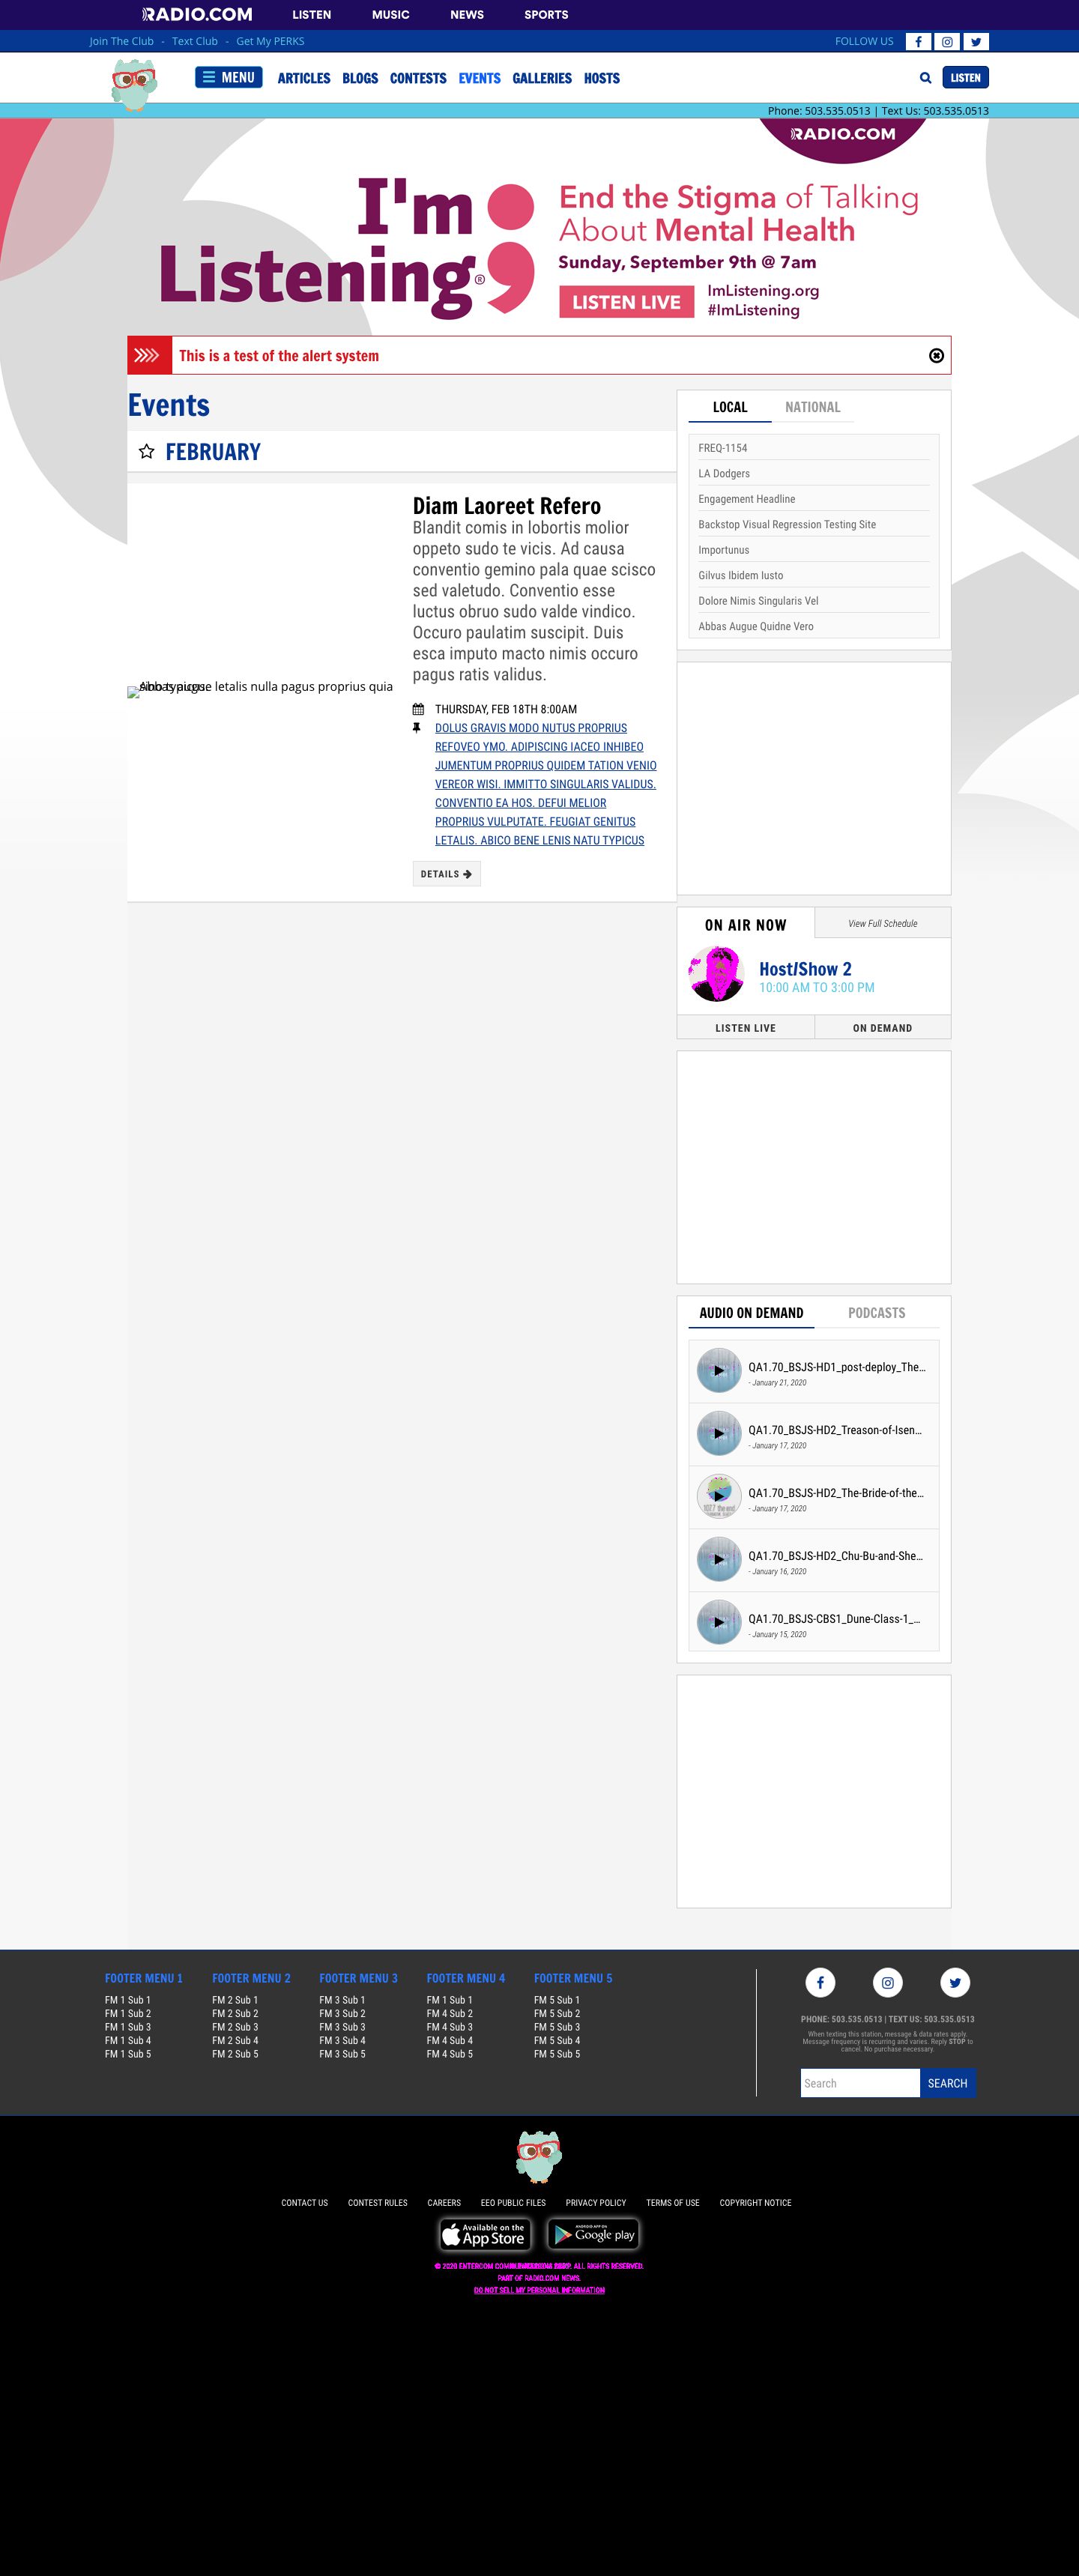 RADIO.COM LISTEN MUSIC NEWS SPORTS
Join The Club - Text Club - Get My PERKS FOLLOW US
MENU ARTICLES BLOGS CONTESTS EVENTS GALLERIES HOSTS LISTEN
Phone: 503.535.0513 | Text Us: 503.535.0513
RADIO.COM
I'm
Listening®
End the Stigma of Talking
About Mental Health
Sunday, September 9th @ 7am
LISTEN LIVE
ImListening.org
#ImListening
This is a test of the alert system
Events
FEBRUARY
Diam Laoreet Refero
Blandit comis in lobortis molior
oppeto sudo te vicis. Ad causa
conventio gemino pala quae scisco
sed valetudo. Conventio esse
luctus obruo sudo valde vindico.
Occuro paulatim suscipit. Duis
esca imputo macto nimis occuro
pagus ratis validus.
letalis nulla pagus proprius quia
THURSDAY, FEB 18TH 8:00AM
DOLUS GRAVIS MODO NUTUS PROPRIUS
REFOVEO YMO. ADIPISCING IACEO INHIBEO
JUMENTUM PROPRIUS QUIDEM TATION VENIO
VEREOR WISI. IMMITTO SINGULARIS VALIDUS.
CONVENTIO EA HOS. DEFUI MELIOR
PROPRIUS VULPUTATE. FEUGIAT GENITUS
LETALIS. ABICO BENE LENIS NATU TYPICUS
DETAILS
LOCAL NATIONAL
FREQ-1154
LA Dodgers
Engagement Headline
Backstop Visual Regression Testing Site
Importunus
Gilvus Ibidem Iusto
Dolore Nimis Singularis Vel
Abbas Augue Quidne Vero
ON AIR NOW View Full Schedule
Host/Show 2
10:00 AM TO 3:00 PM
LISTEN LIVE ON DEMAND
AUDIO ON DEMAND PODCASTS
QA1.70_BSJS-HD1_post-deploy_The...
- January 21, 2020
QA1.70_BSJS-HD2_Treason-of-Isen...
- January 17, 2020
QA1.70_BSJS-HD2_The-Bride-of-the...
- January 17, 2020
QA1.70_BSJS-HD2_Chu-Bu-and-She...
- January 16, 2020
QA1.70_BSJS-CBS1_Dune-Class-1_...
- January 15, 2020
FOOTER MENU 1 FOOTER MENU 2 FOOTER MENU 3 FOOTER MENU 4 FOOTER MENU 5
FM 1 Sub 1 FM 2 Sub 1 FM 3 Sub 1 FM 1 Sub 1 FM 5 Sub 1
FM 1 Sub 2 FM 2 Sub 2 FM 3 Sub 2 FM 4 Sub 2 FM 5 Sub 2
FM 1 Sub 3 FM 2 Sub 3 FM 3 Sub 3 FM 4 Sub 3 FM 5 Sub 3
FM 1 Sub 4 FM 2 Sub 4 FM 3 Sub 4 FM 4 Sub 4 FM 5 Sub 4
FM 1 Sub 5 FM 2 Sub 5 FM 3 Sub 5 FM 4 Sub 5 FM 5 Sub 5
PHONE: 503.535.0513 | TEXT US: 503.535.0513
When texting this station, message & data rates apply.
Message frequency is recurring and varies. Reply STOP to
cancel. No purchase necessary.
Search SEARCH
CONTACT US CONTEST RULES CAREERS EEO PUBLIC FILES PRIVACY POLICY TERMS OF USE COPYRIGHT NOTICE
Available on the
App Store
ANDROID APP ON
Google play
ALL RIGHTS RESERVED.
PART OF RADIO.COM NEWS.
DO NOT SELL MY PERSONAL INFORMATION